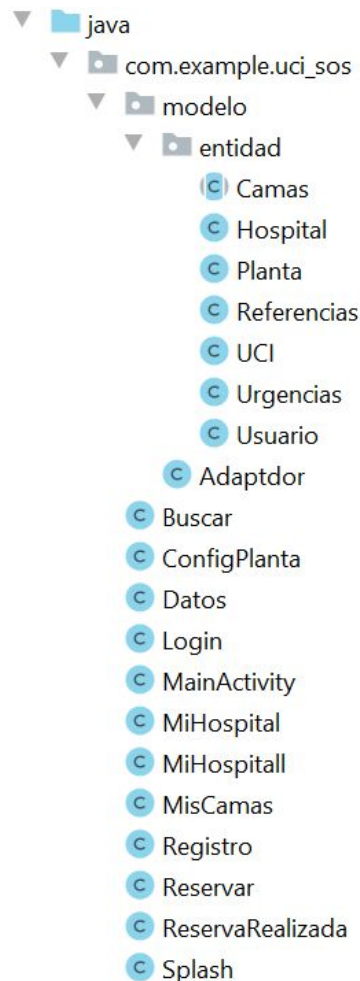 java
com.example.uci_sos
modelo
entidad
C Camas
C Hospital
C Planta
C Referencias
C UCI
C Urgencias
C Usuario
C Adaptdor
C Buscar
C ConfigPlanta
C Datos
C Login
C MainActivity
C MiHospital
C MiHospitall
C MisCamas
C Registro
C Reservar
C ReservaRealizada
C Splash